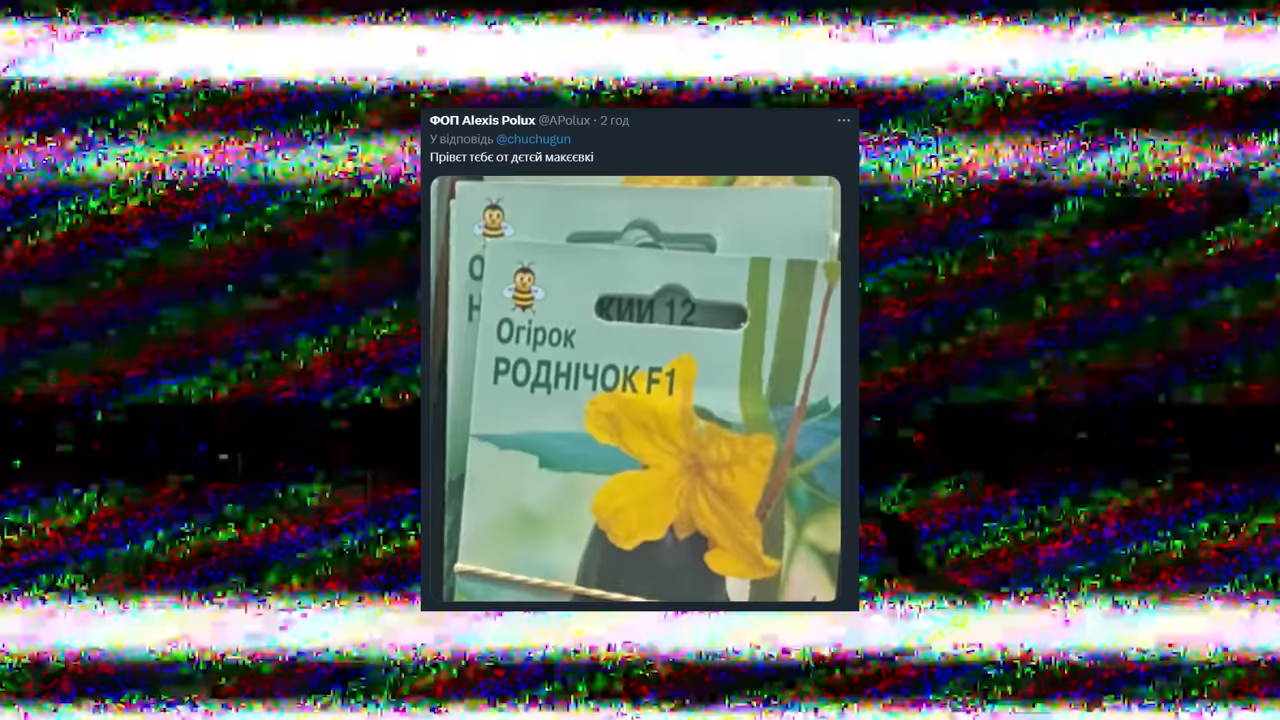 ФОП Alexis Polux @APolux · 2 год
У відповідь @chuchugun
Прівєт тєбє от дєтєй макєєвкі
О
Н
КИЙ 12
Огірок
РОДНІЧОК F1